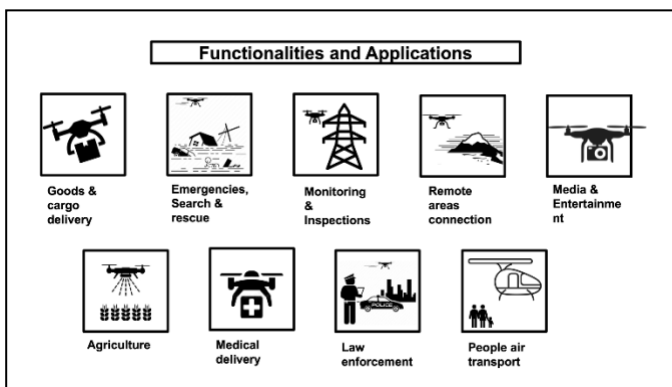 Functionalities and Applications
Goods &
cargo
delivery
Emergencies,
Search &
rescue
Monitoring
&
Inspections
Remote
areas
connection
Media &
Entertainme
nt
Agriculture
Medical
delivery
POLICE
Law
enforcement
People air
transport